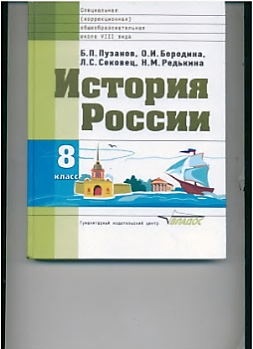 Специальная
(коррекционная)
общеобразовательная
школа VIII вида
Б.П. Пузанов, О.И. Бородина,
Л.С. Сековец, Н.М. Редькина
История
России
8
класс
Гуманитарный издательский центр
ВЛАДОС